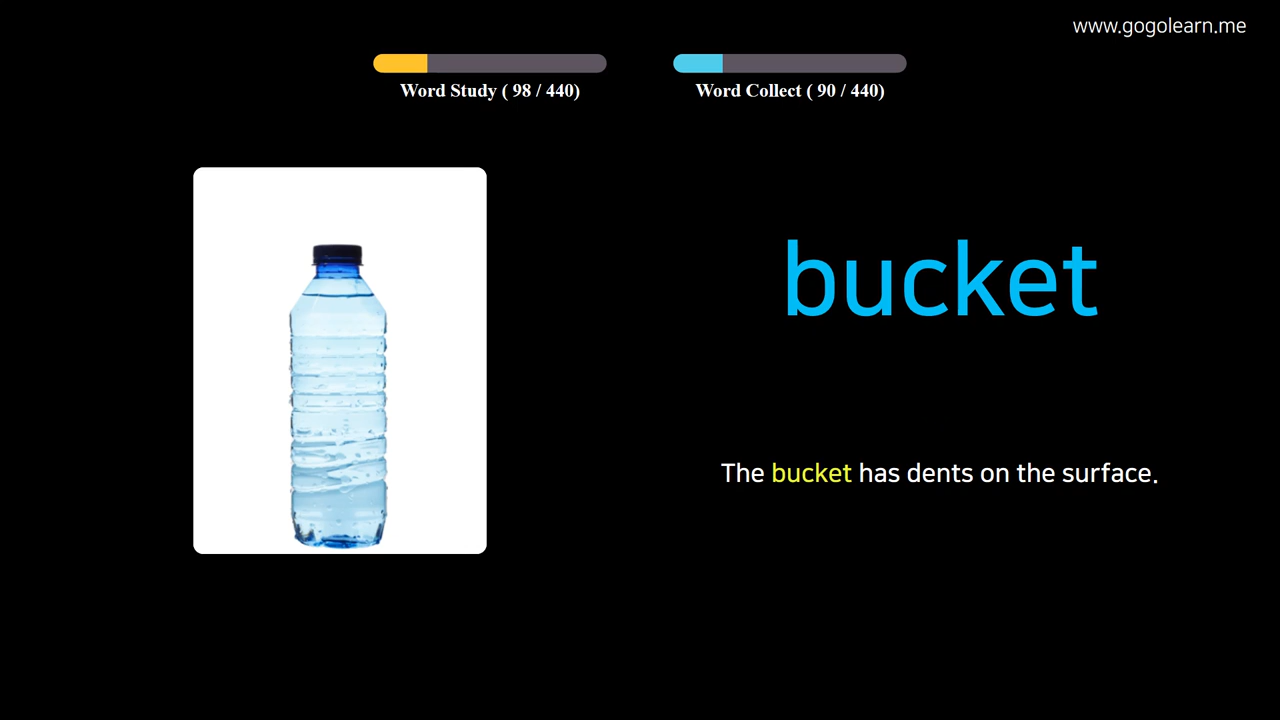 www.gogolearn.me
Word Study ( 98 / 440)
Word Collect ( 90 / 440)
bucket
The bucket has dents on the surface.